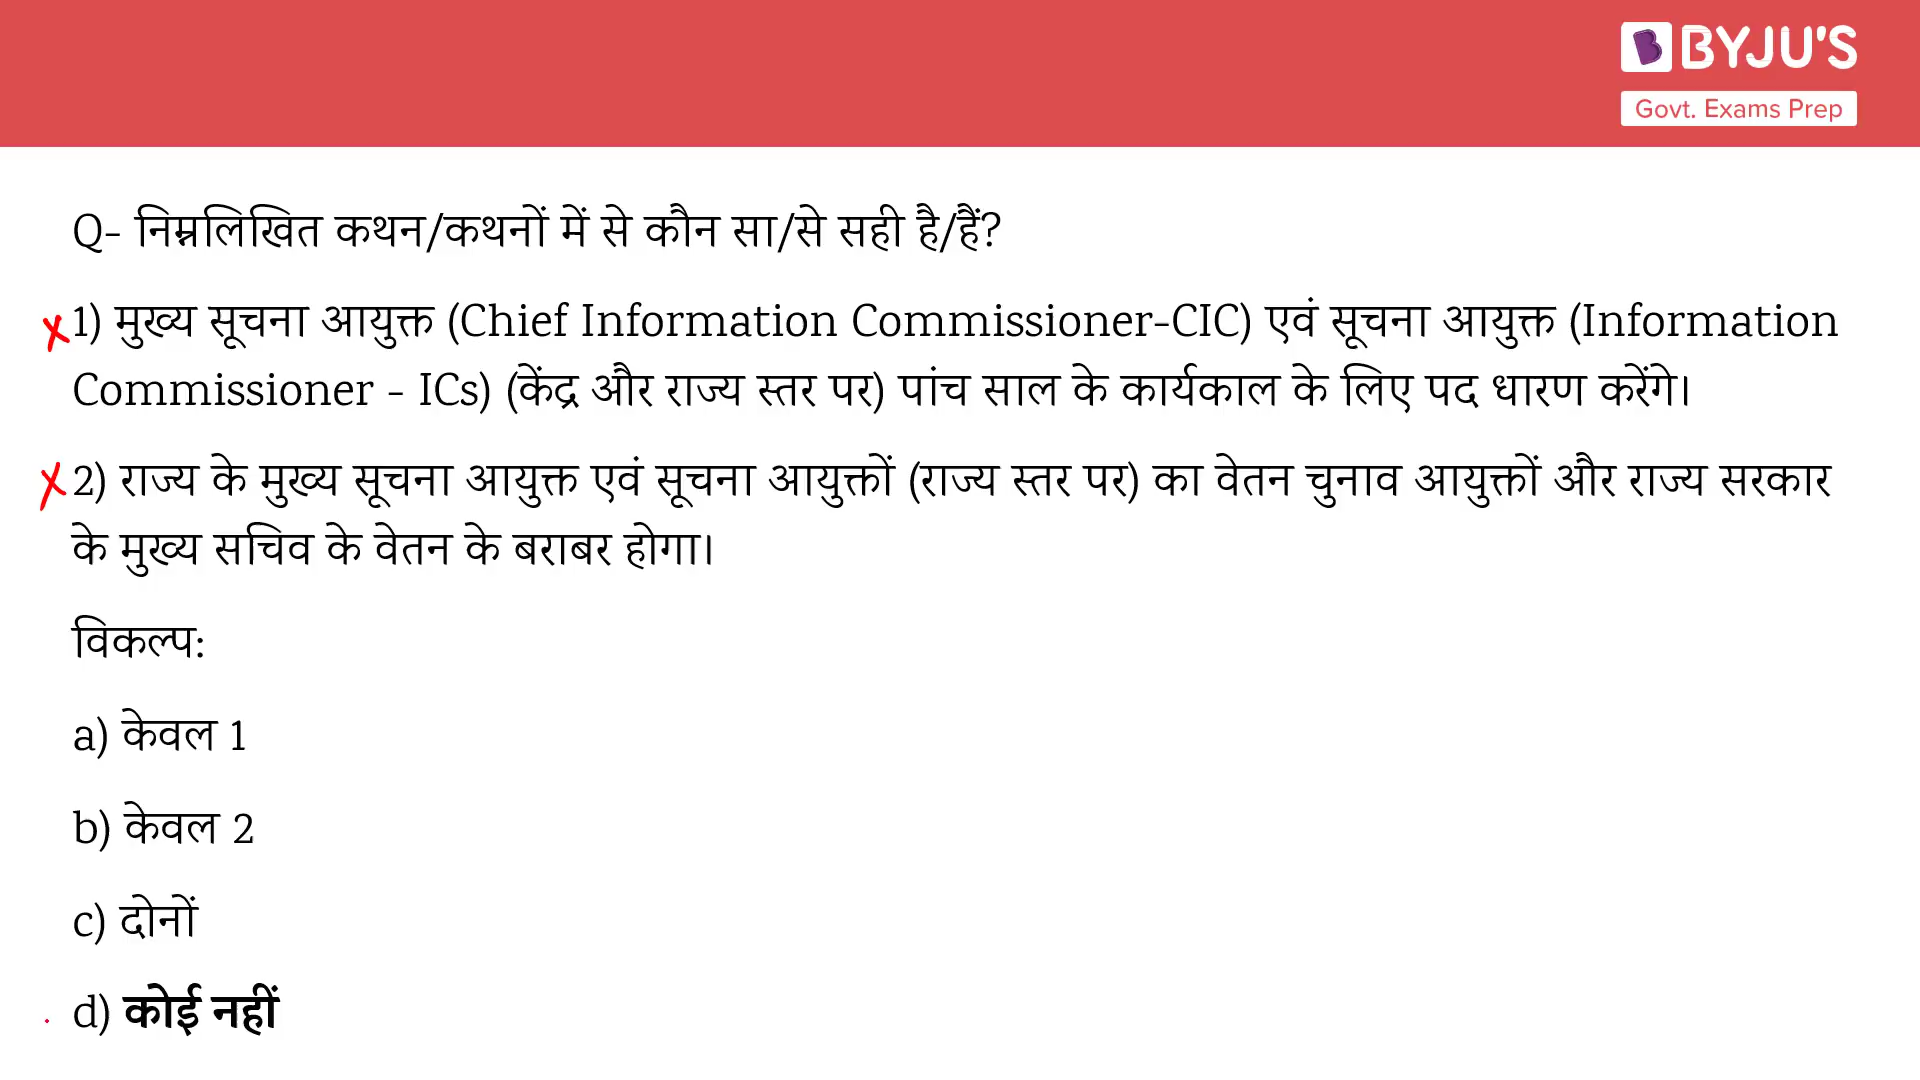 BYJU'S
Govt. Exams Prep
Q- निम्नलिखित कथन/कथनों में से कौन सा/से सही है/हैं?
1) मुख्य सूचना आयुक्त (Chief Information Commissioner-CIC) एवं सूचना आयुक्त (Information
Commissioner - ICs) (केंद्र और राज्य स्तर पर) पांच साल के कार्यकाल के लिए पद धारण करेंगे।
2) राज्य के मुख्य सूचना आयुक्त एवं सूचना आयुक्तों (राज्य स्तर पर) का वेतन चुनाव आयुक्तों और राज्य सरकार
के मुख्य सचिव के वेतन के बराबर होगा।
विकल्प:
a) केवल 1
b) केवल 2
c) दोनों
d) कोई नहीं